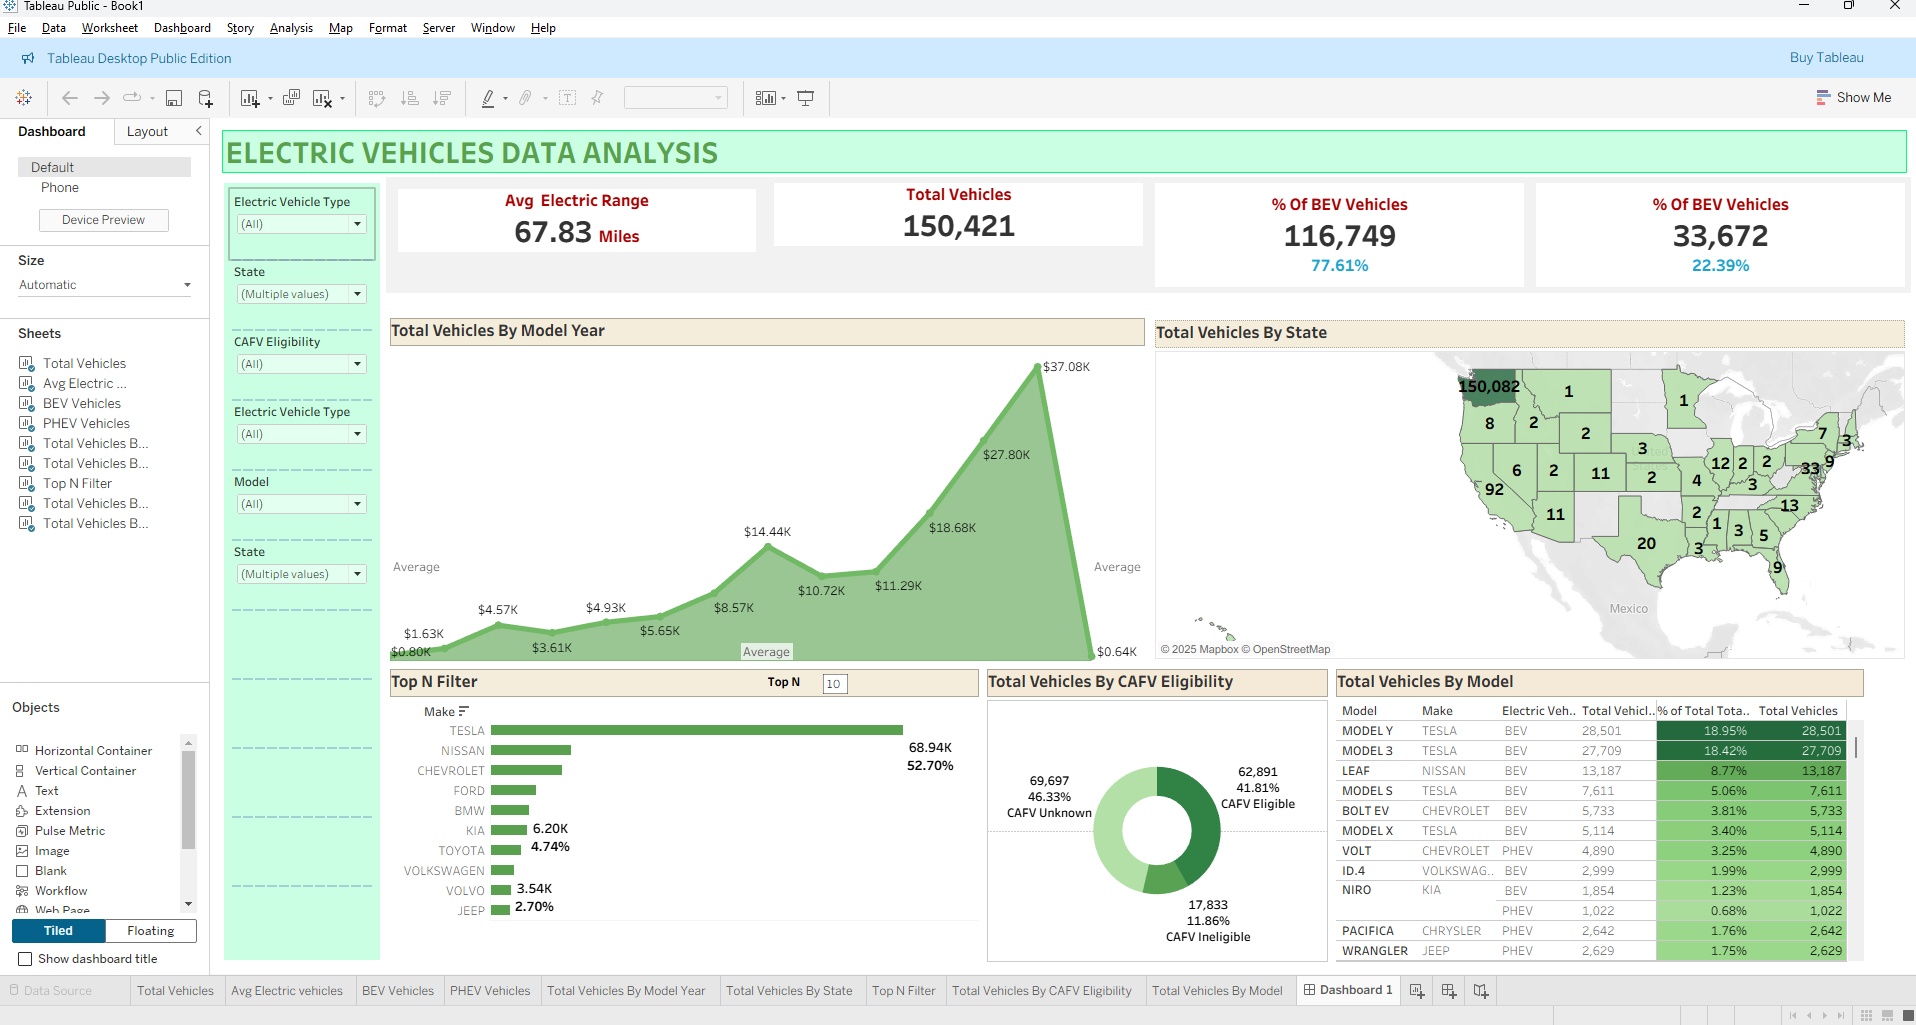 Tableau Public - Book1
File Data Worksheet Dashboard Story Analysis Map Format Server Window Help
Tableau Desktop Public Edition
Buy Tableau
Show Me
Dashboard Layout
Default
Phone
Device Preview
Size
Automatic
Sheets
Total Vehicles
Avg Electric ...
BEV Vehicles
PHEV Vehicles
Total Vehicles B...
Total Vehicles B...
Top N Filter
Total Vehicles B...
Total Vehicles B...
Objects
Horizontal Container
Vertical Container
Text
Extension
Pulse Metric
Image
Blank
Workflow
Web Page
Tiled Floating
Show dashboard title
ELECTRIC VEHICLES DATA ANALYSIS
Electric Vehicle Type
(All)
State
(Multiple values)
CAFV Eligibility
(All)
Electric Vehicle Type
(All)
Model
(All)
State
(Multiple values)
Avg Electric Range
67.83 Miles
Total Vehicles
150,421
% Of BEV Vehicles
116,749
77.61%
% Of BEV Vehicles
33,672
22.39%
Total Vehicles By Model Year
$37.08K
$27.80K
$18.68K
$14.44K
$11.29K
$10.72K
$8.57K
$5.65K
$4.93K
$3.61K
$4.57K
$1.63K
$0.80K
$0.64K
Average
Average
Average
Total Vehicles By State
150,082
1
1
8
2
2
7
3
3
12
2
2
33
9
6
2
11
2
4
3
92
13
11
2
1
3
5
20
3
9
United States
Mexico
© 2025 Mapbox © OpenStreetMap
Top N Filter
Top N 10
Make
TESLA
NISSAN
68.94K
CHEVROLET
52.70%
FORD
BMW
KIA
6.20K
TOYOTA
4.74%
VOLKSWAGEN
VOLVO
3.54K
JEEP
2.70%
Total Vehicles By CAFV Eligibility
69,697
46.33%
CAFV Unknown
62,891
41.81%
CAFV Eligible
17,833
11.86%
CAFV Ineligible
Total Vehicles By Model
Model Make Electric Veh.. Total Vehicl.. % of Total Tota.. Total Vehicles
MODEL Y TESLA BEV 28,501 18.95% 28,501
MODEL 3 TESLA BEV 27,709 18.42% 27,709
LEAF NISSAN BEV 13,187 8.77% 13,187
MODEL S TESLA BEV 7,611 5.06% 7,611
BOLT EV CHEVROLET BEV 5,733 3.81% 5,733
MODEL X TESLA BEV 5,114 3.40% 5,114
VOLT CHEVROLET PHEV 4,890 3.25% 4,890
ID.4 VOLKSWAG.. BEV 2,999 1.99% 2,999
NIRO KIA BEV 1,854 1.23% 1,854
PHEV 1,022 0.68% 1,022
PACIFICA CHRYSLER PHEV 2,642 1.76% 2,642
WRANGLER JEEP PHEV 2,629 1.75% 2,629
Data Source Total Vehicles Avg Electric vehicles BEV Vehicles PHEV Vehicles Total Vehicles By Model Year Total Vehicles By State Top N Filter Total Vehicles By CAFV Eligibility Total Vehicles By Model Dashboard 1